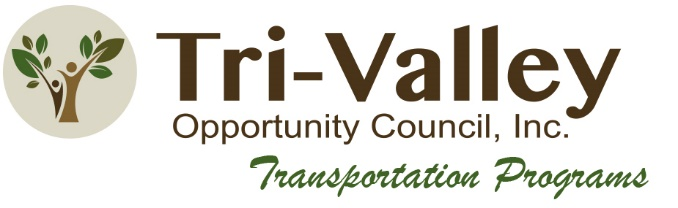 Tri-Valley
Opportunity Council, Inc.
Transportation Programs